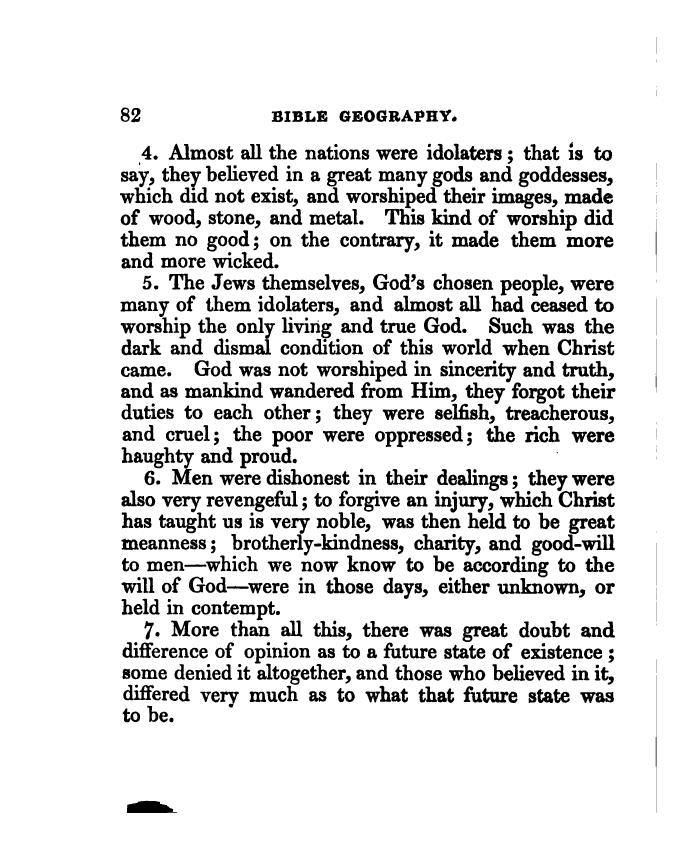 82 BIBLE GEOGRAPHY.
4. Almost all the nations were idolaters; that is to
say, they believed in a great many gods and goddesses,
which did not exist, and worshiped their images, made
of wood, stone, and metal. This kind of worship did
them no good; on the contrary, it made them more
and more wicked.
5. The Jews themselves, God's chosen people, were
many of them idolaters, and almost all had ceased to
worship the only living and true God. Such was the
dark and dismal condition of this world when Christ
came. God was not worshiped in sincerity and truth,
and as mankind wandered from Him, they forgot their
duties to each other; they were selfish, treacherous,
and cruel; the poor were oppressed; the rich were
haughty and proud.
6. Men were dishonest in their dealings; they were
also very revengeful; to forgive an injury, which Christ
has taught us is very noble, was then held to be great
meanness; brotherly-kindness, charity, and good-will
to men—which we now know to be according to the
will of God—were in those days, either unknown, or
held in contempt.
7. More than all this, there was great doubt and
difference of opinion as to a future state of existence;
some denied it altogether, and those who believed in it,
differed very much as to what that future state was
to be.